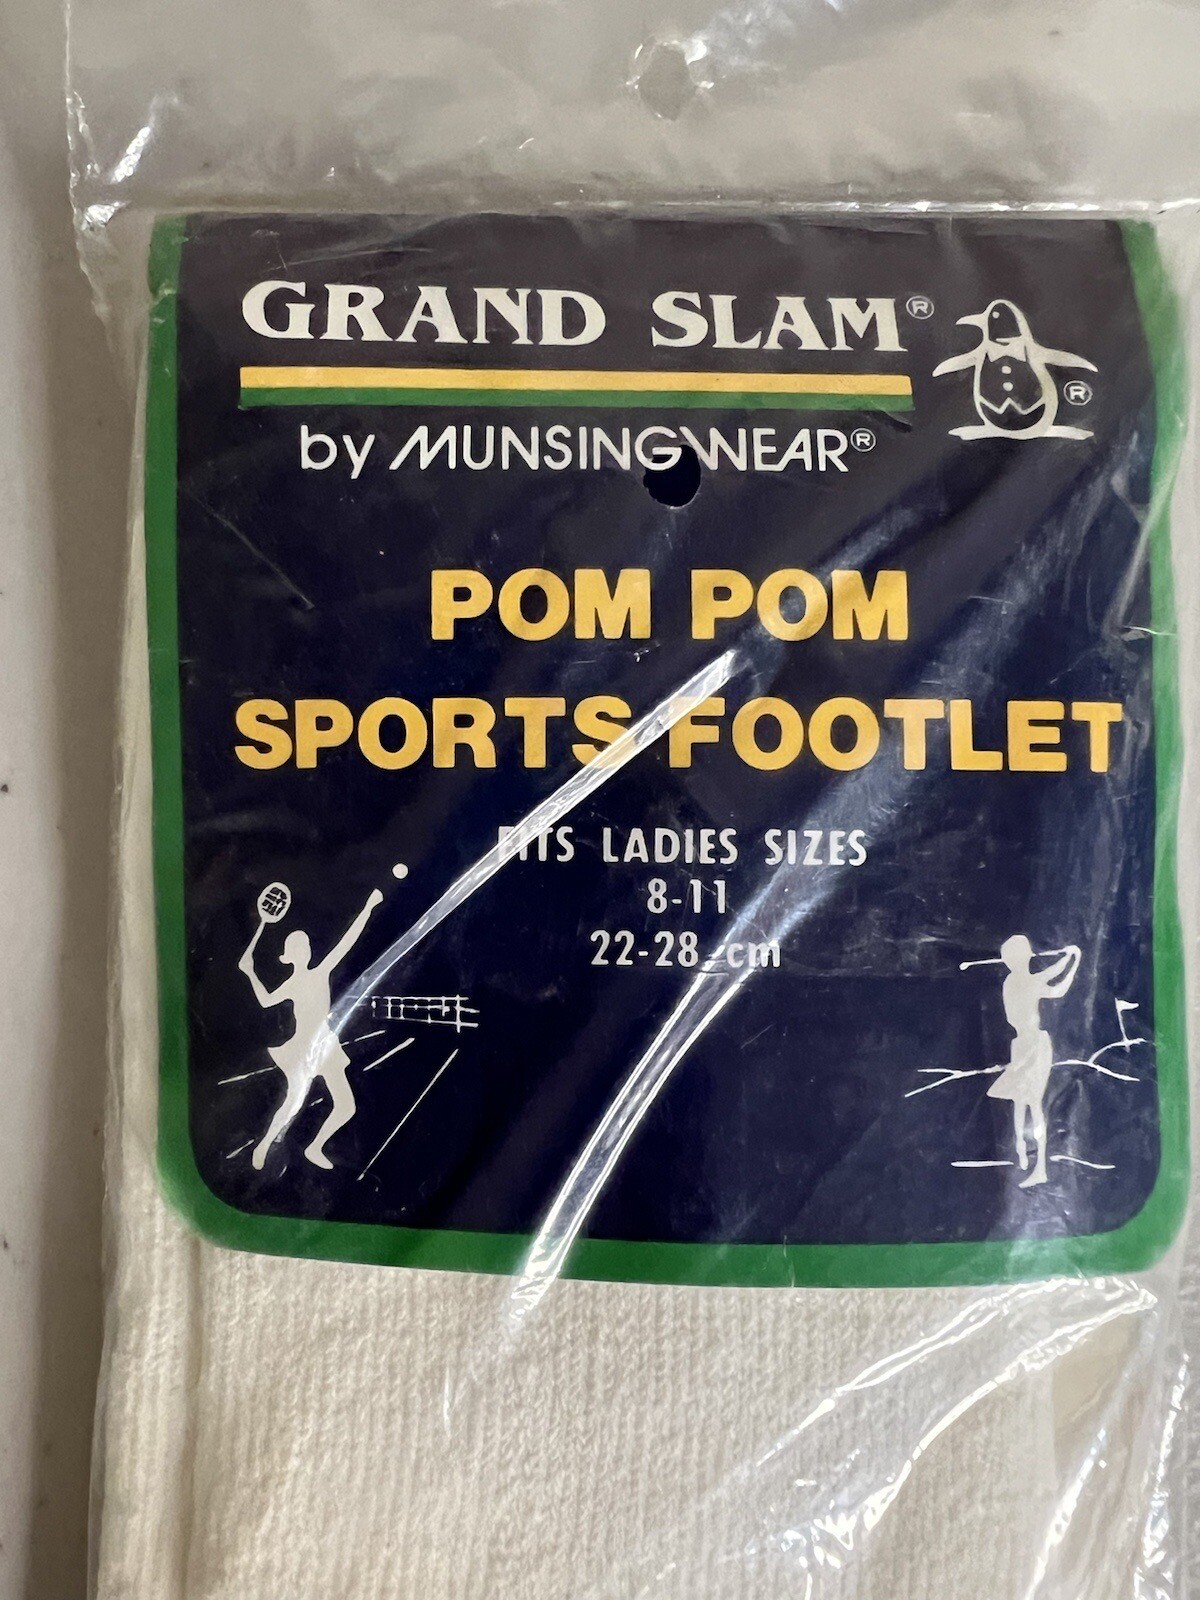 GRAND SLAM®
by MUNSINGWEAR®
®
POM POM
SPORTS FOOTLET
FITS LADIES SIZES
8-11
22-28 cm